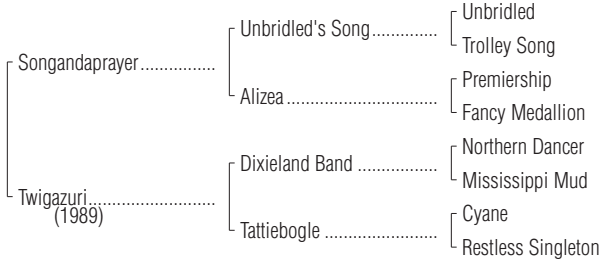 Unbridled
Unbridled's Song..............
Trolley Song
Songandaprayer................
Premiership
Alizea................................
Fancy Medallion
Northern Dancer
Dixieland Band .................
Mississippi Mud
Twigazuri...........................
(1989)
Cyane
Tattiebogle ........................
Restless Singleton